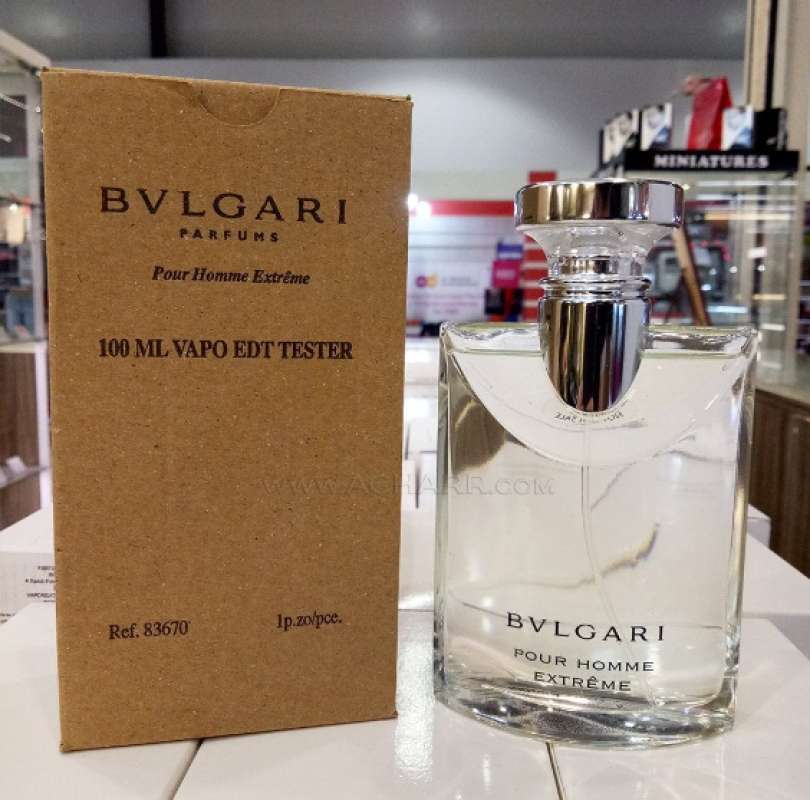 BVLGARI
PARFUMS
Pour Homme Extrême
100 ML VAPO EDT TESTER
Ref. 83670
1p.zo/pce.
MINIATURES
WWW.AGHARR.COM
BVLGARI
POUR HOMME
EXTRÊME